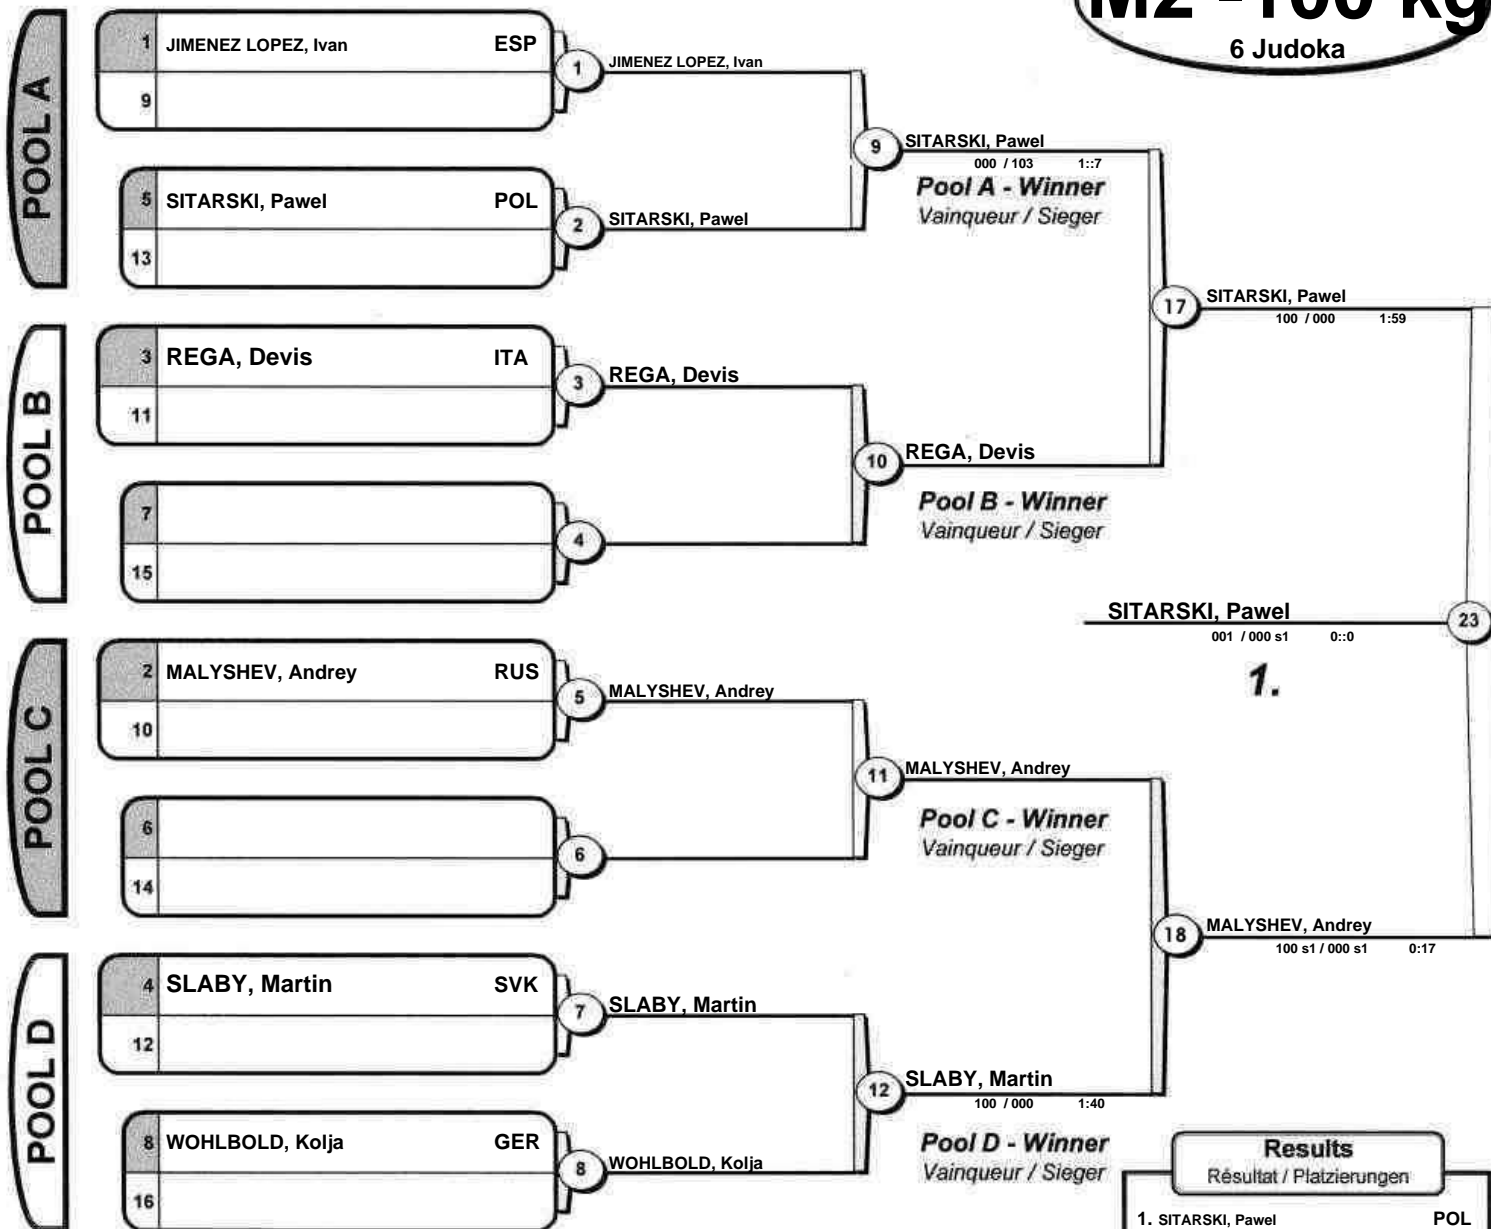 M2 -100 kg
6 Judoka
POOL A
1 JIMENEZ LOPEZ, Ivan ESP
9
1 JIMENEZ LOPEZ, Ivan
5 SITARSKI, Pawel POL
13
2 SITARSKI, Pawel
9 SITARSKI, Pawel
000 / 103 1::7
Pool A - Winner
Vainqueur / Sieger
17 SITARSKI, Pawel
100 / 000 1:59
POOL B
3 REGA, Devis ITA
11
3 REGA, Devis
7
15
4
10 REGA, Devis
Pool B - Winner
Vainqueur / Sieger
SITARSKI, Pawel 23
001 / 000 s1 0::0
1.
POOL C
2 MALYSHEV, Andrey RUS
10
5 MALYSHEV, Andrey
6
14
6
11 MALYSHEV, Andrey
Pool C - Winner
Vainqueur / Sieger
18 MALYSHEV, Andrey
100 s1 / 000 s1 0:17
POOL D
4 SLABY, Martin SVK
12
7 SLABY, Martin
8 WOHLBOLD, Kolja GER
16
8 WOHLBOLD, Kolja
12 SLABY, Martin
100 / 000 1:40
Pool D - Winner
Vainqueur / Sieger
Results
Résultat / Platzierungen
1. SITARSKI, Pawel POL